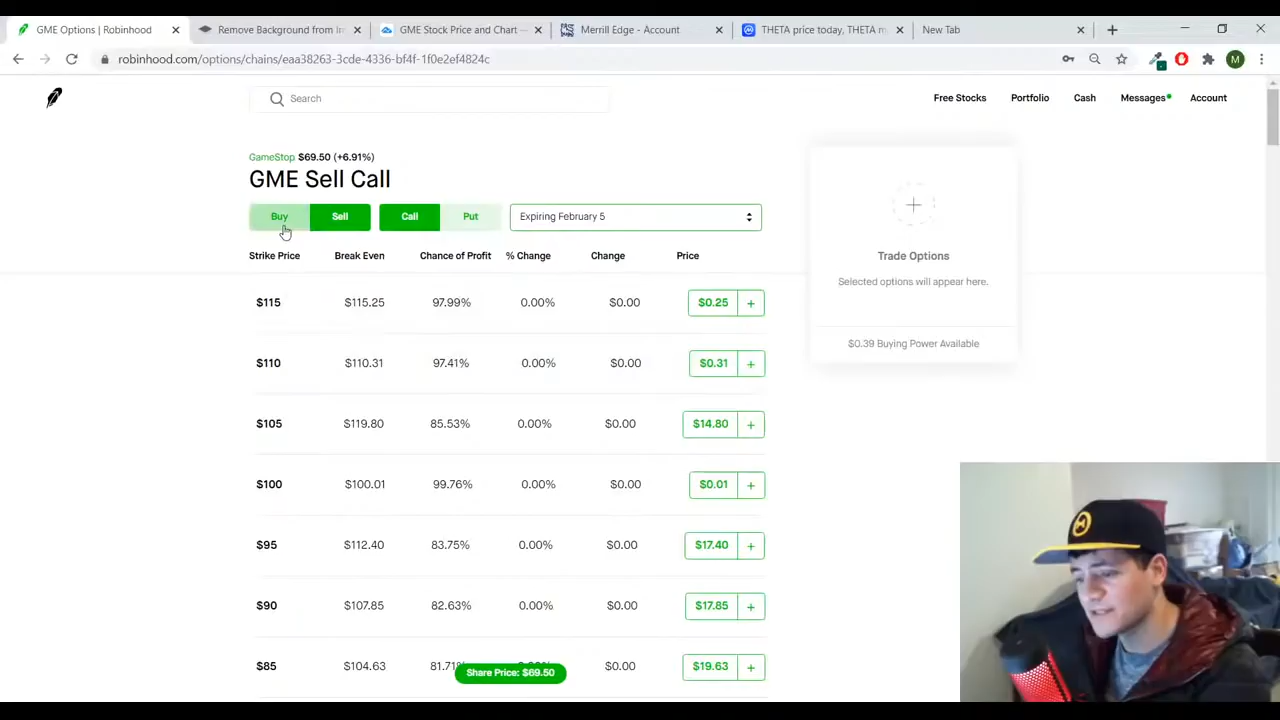 GME Options | Robinhood
Remove Background from Im
GME Stock Price and Chart —
Merrill Edge - Account
THETA price today, THETA m
New Tab
robinhood.com/options/chains/eaa38263-3cde-4336-bf4f-1f0e2ef4824c
M
Search
Free Stocks
Portfolio
Cash
Messages
Account
GameStop $69.50 (+6.91%)
GME Sell Call
Buy
Sell
Call
Put
Expiring February 5
Strike Price Break Even Chance of Profit % Change Change Price
$115 $115.25 97.99% 0.00% $0.00 $0.25 +
$110 $110.31 97.41% 0.00% $0.00 $0.31 +
$105 $119.80 85.53% 0.00% $0.00 $14.80 +
$100 $100.01 99.76% 0.00% $0.00 $0.01 +
$95 $112.40 83.75% 0.00% $0.00 $17.40 +
$90 $107.85 82.63% 0.00% $0.00 $17.85 +
$85 $104.63 81.71% $0.00 $19.63 +
Share Price: $69.50
Trade Options
Selected options will appear here.
$0.39 Buying Power Available